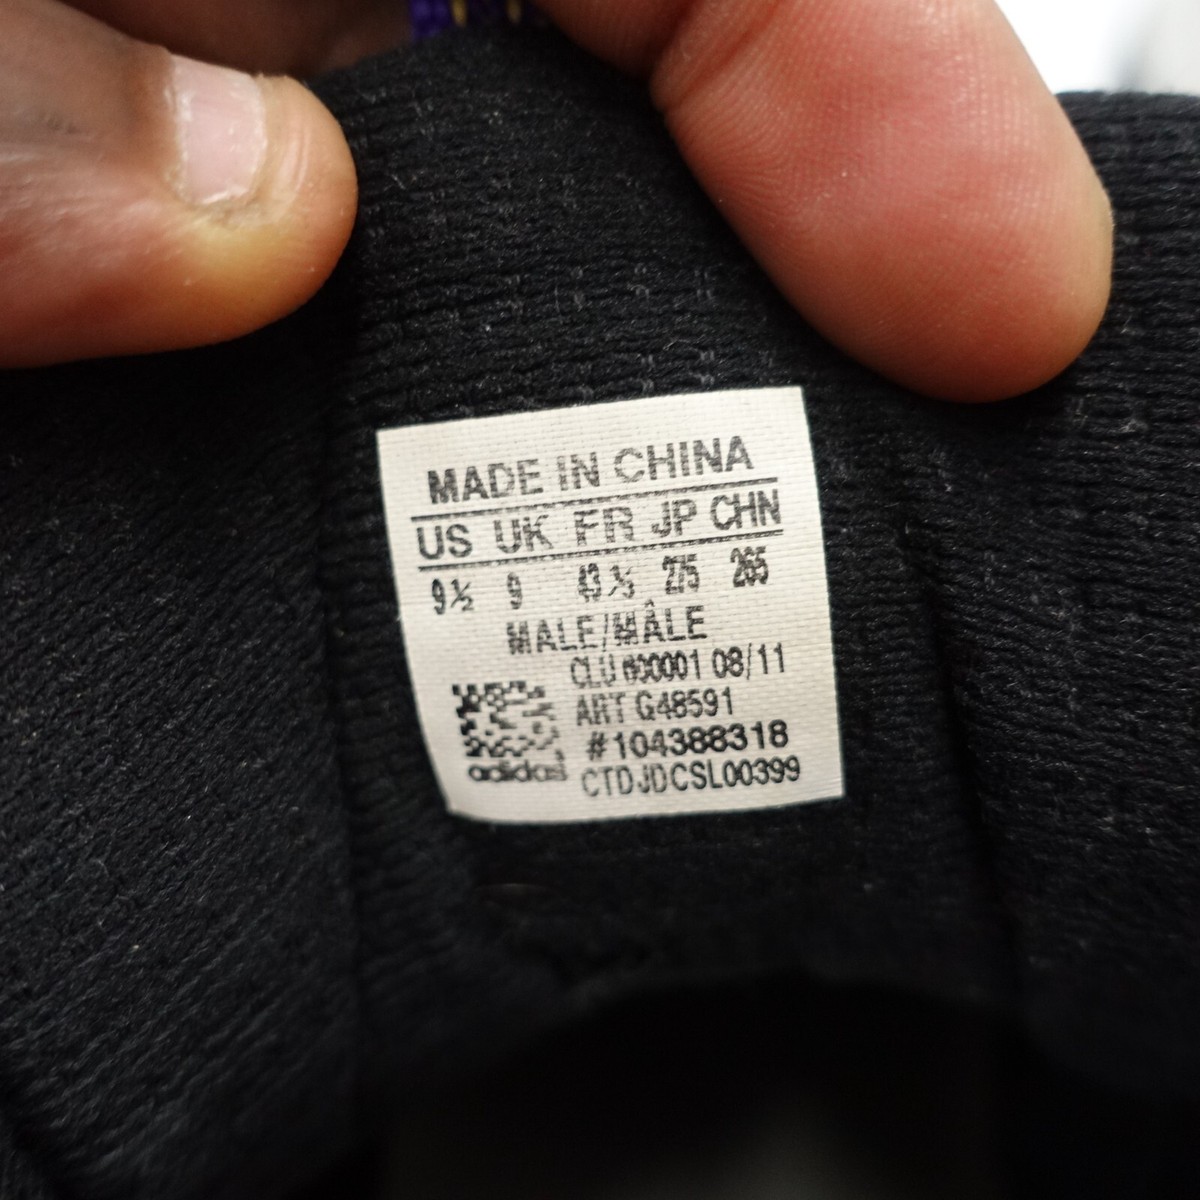 MADE IN CHINA
US UK FR JP CHN
9½ 9 43⅓ 275 265
MALE/MÂLE
CLU 600001 08/11
ART G48591
#104388318
adidas CTDJDCSL00399